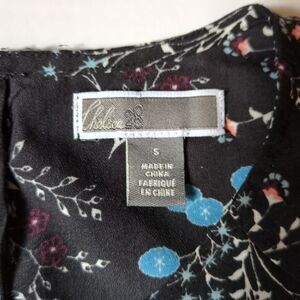 Chelsea28
S
MADE IN
CHINA
FABRIQUÉ
EN CHINE